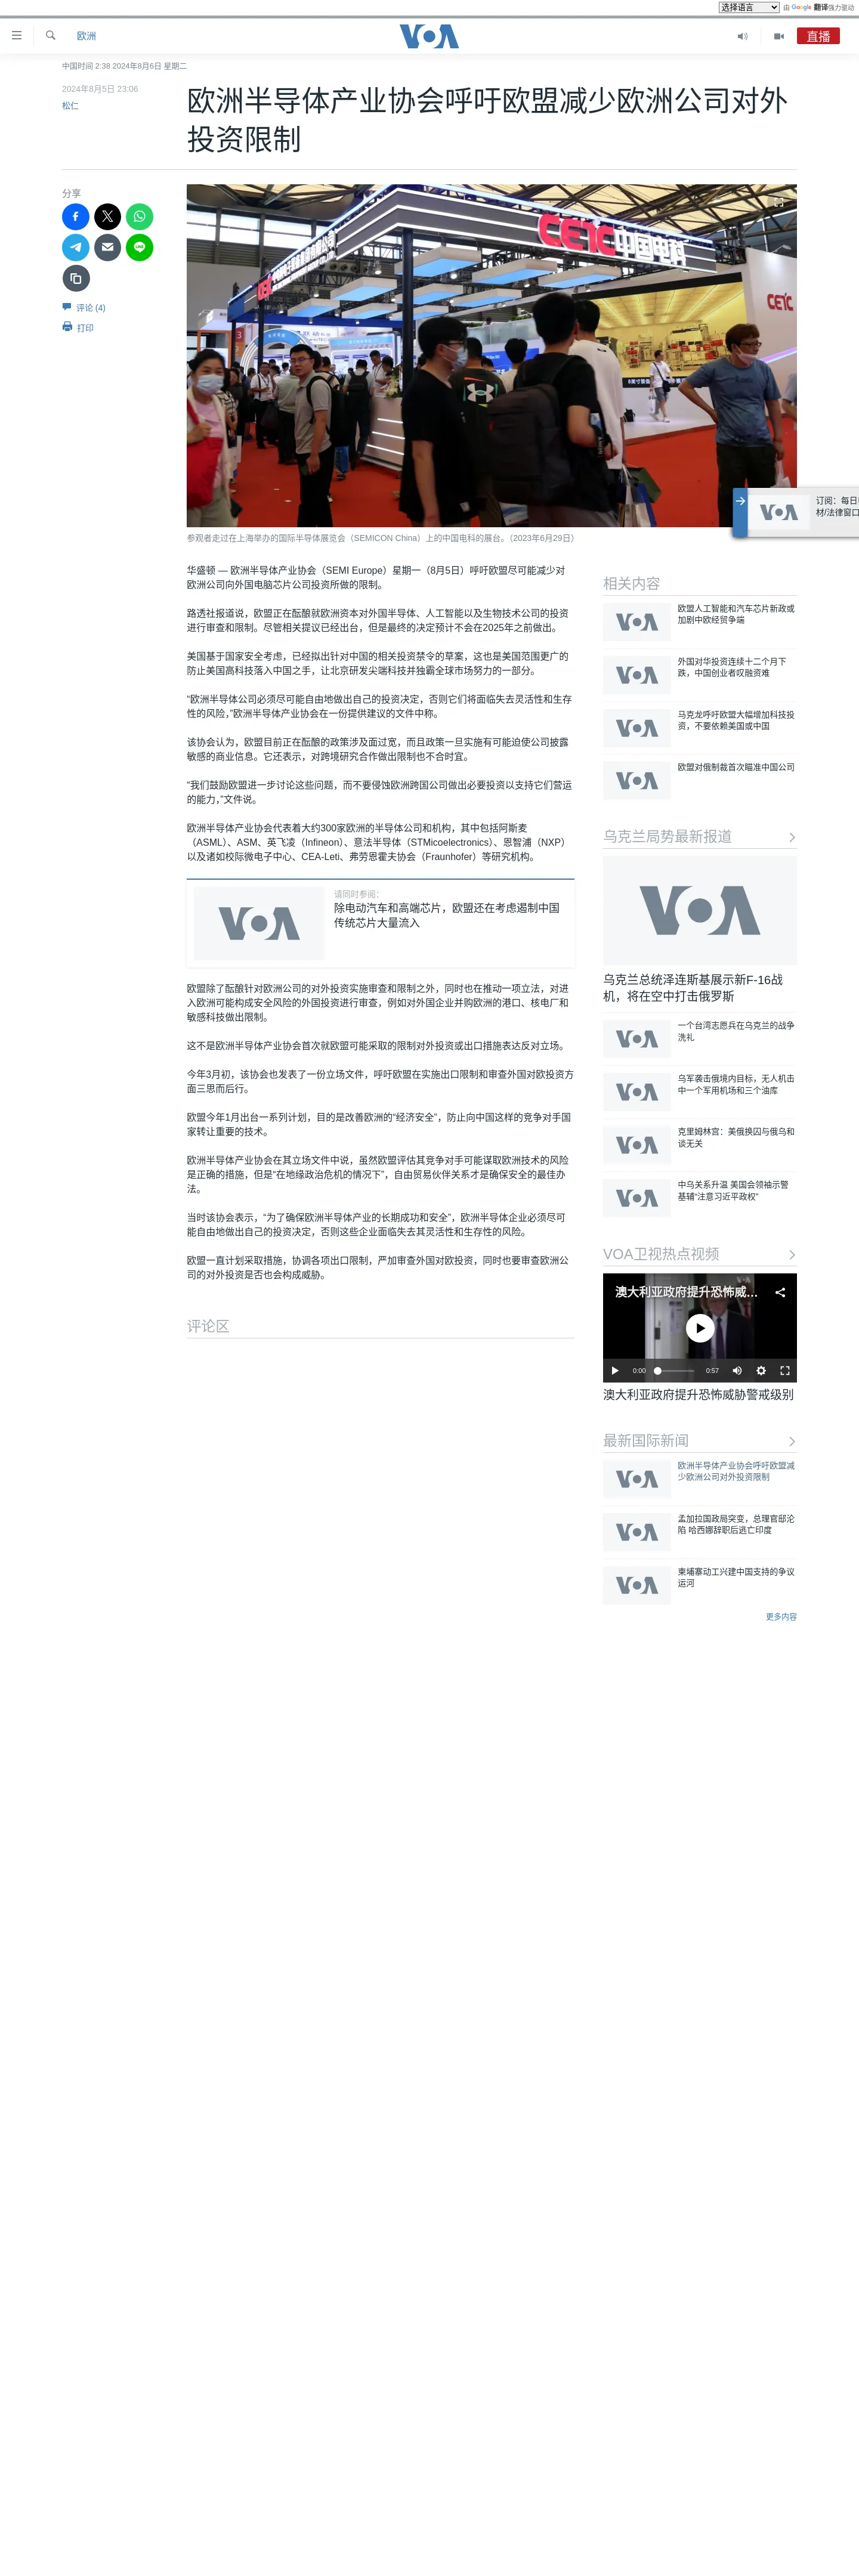 选择语言
由 Google 翻译强力驱动
欧洲
VOA
直播
中国时间 2:38 2024年8月6日 星期二
2024年8月5日 23:06
松仁
欧洲半导体产业协会呼吁欧盟减少欧洲公司对外
投资限制
分享
评论 (4)
打印
CETC中国电科
CETC
3
参观者走过在上海举办的国际半导体展览会（SEMICON China）上的中国电科的展台。（2023年6月29日）
订阅：每日
材/法律窗口
华盛顿 — 欧洲半导体产业协会（SEMI Europe）星期一（8月5日）呼吁欧盟尽可能减少对
欧洲公司向外国电脑芯片公司投资所做的限制。
路透社报道说，欧盟正在酝酿就欧洲资本对外国半导体、人工智能以及生物技术公司的投资
进行审查和限制。尽管相关提议已经出台，但是最终的决定预计不会在2025年之前做出。
美国基于国家安全考虑，已经拟出针对中国的相关投资禁令的草案，这也是美国范围更广的
防止美国高科技落入中国之手，让北京研发尖端科技并独霸全球市场努力的一部分。
“欧洲半导体公司必须尽可能自由地做出自己的投资决定，否则它们将面临失去灵活性和生存
性的风险，”欧洲半导体产业协会在一份提供建议的文件中称。
该协会认为，欧盟目前正在酝酿的政策涉及面过宽，而且政策一旦实施有可能迫使公司披露
敏感的商业信息。它还表示，对跨境研究合作做出限制也不合时宜。
“我们鼓励欧盟进一步讨论这些问题，而不要侵蚀欧洲跨国公司做出必要投资以支持它们营运
的能力，”文件说。
欧洲半导体产业协会代表着大约300家欧洲的半导体公司和机构，其中包括阿斯麦
（ASML）、ASM、英飞凌（Infineon）、意法半导体（STMicoelectronics）、恩智浦（NXP）
以及诸如校际微电子中心、CEA-Leti、弗劳恩霍夫协会（Fraunhofer）等研究机构。
VOA
请同时参阅：
除电动汽车和高端芯片，欧盟还在考虑遏制中国
传统芯片大量流入
欧盟除了酝酿针对欧洲公司的对外投资实施审查和限制之外，同时也在推动一项立法，对进
入欧洲可能构成安全风险的外国投资进行审查，例如对外国企业并购欧洲的港口、核电厂和
敏感科技做出限制。
这不是欧洲半导体产业协会首次就欧盟可能采取的限制对外投资或出口措施表达反对立场。
今年3月初，该协会也发表了一份立场文件，呼吁欧盟在实施出口限制和审查外国对欧投资方
面三思而后行。
欧盟今年1月出台一系列计划，目的是改善欧洲的“经济安全”，防止向中国这样的竞争对手国
家转让重要的技术。
欧洲半导体产业协会在其立场文件中说，虽然欧盟评估其竞争对手可能谋取欧洲技术的风险
是正确的措施，但是“在地缘政治危机的情况下”，自由贸易伙伴关系才是确保安全的最佳办
法。
当时该协会表示，“为了确保欧洲半导体产业的长期成功和安全”，欧洲半导体企业必须尽可
能自由地做出自己的投资决定，否则这些企业面临失去其灵活性和生存性的风险。
欧盟一直计划采取措施，协调各项出口限制，严加审查外国对欧投资，同时也要审查欧洲公
司的对外投资是否也会构成威胁。
评论区
相关内容
VOA
欧盟人工智能和汽车芯片新政或
加剧中欧经贸争端
VOA
外国对华投资连续十二个月下
跌，中国创业者叹融资难
VOA
马克龙呼吁欧盟大幅增加科技投
资，不要依赖美国或中国
VOA
欧盟对俄制裁首次瞄准中国公司
乌克兰局势最新报道
VOA
乌克兰总统泽连斯基展示新F-16战
机，将在空中打击俄罗斯
VOA
一个台湾志愿兵在乌克兰的战争
洗礼
VOA
乌军袭击俄境内目标，无人机击
中一个军用机场和三个油库
VOA
克里姆林宫：美俄换囚与俄乌和
谈无关
VOA
中乌关系升温 美国会领袖示警
基辅“注意习近平政权”
VOA卫视热点视频
澳大利亚政府提升恐怖威...
0:00
0:57
澳大利亚政府提升恐怖威胁警戒级别
最新国际新闻
VOA
欧洲半导体产业协会呼吁欧盟减
少欧洲公司对外投资限制
VOA
孟加拉国政局突变，总理官邸沦
陷 哈西娜辞职后逃亡印度
VOA
柬埔寨动工兴建中国支持的争议
运河
更多内容